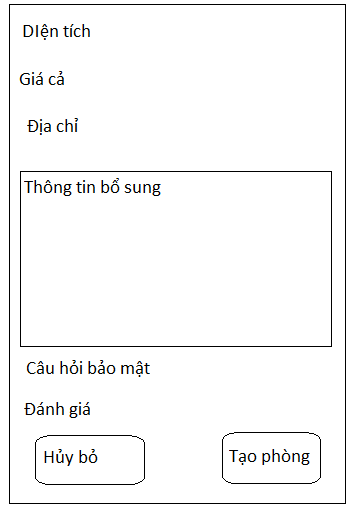 DIện tích
Giá cả
Địa chỉ
Thông tin bổ sung
Câu hỏi bảo mật
Đánh giá
Hủy bỏ
Tạo phòng